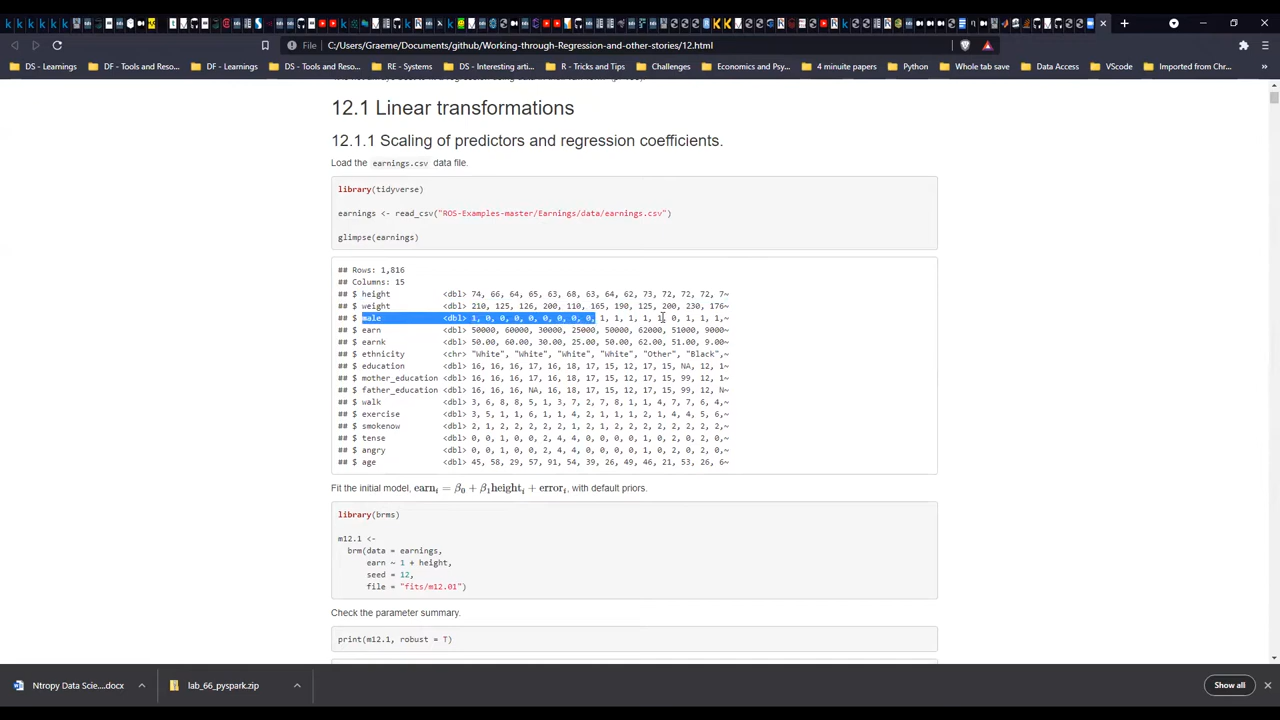 File C:/Users/Graeme/Documents/github/Working-through-Regression-and-other-stories/12.html
DS - Learnings DF - Tools and Reso... DF - Learnings DS - Tools and Reso... RE - Systems DS - Interesting arti... R - Tricks and Tips Challenges Economics and Psy... 4 minute papers Python Whole tab save Data Access VScode Imported from Chr...
12.1 Linear transformations
12.1.1 Scaling of predictors and regression coefficients.
Load the earnings.csv data file.
library(tidyverse)
earnings <- read_csv("ROS-Examples-master/Earnings/data/earnings.csv")
glimpse(earnings)
## Rows: 1,816
## Columns: 15
## $ height <dbl> 74, 66, 64, 65, 63, 68, 63, 64, 62, 73, 72, 72, 72, 7~
## $ weight <dbl> 210, 125, 126, 200, 110, 165, 190, 125, 200, 230, 176~
## $ male <dbl> 1, 0, 0, 0, 0, 0, 0, 0, 0, 1, 1, 1, 1, 1, 0, 1, 1, 1,~
## $ earn <dbl> 50000, 60000, 30000, 25000, 50000, 62000, 51000, 9000~
## $ earnk <dbl> 50.00, 60.00, 30.00, 25.00, 50.00, 62.00, 51.00, 9.00~
## $ ethnicity <chr> "White", "White", "White", "White", "Other", "Black",~
## $ education <dbl> 16, 16, 16, 17, 16, 18, 17, 15, 12, 17, 15, NA, 12, 1~
## $ mother_education <dbl> 16, 16, 16, 17, 16, 18, 17, 15, 12, 17, 15, 99, 12, 1~
## $ father_education <dbl> 16, 16, 16, NA, 16, 18, 17, 15, 12, 17, 15, 99, 12, N~
## $ walk <dbl> 3, 6, 8, 8, 5, 1, 3, 7, 2, 7, 8, 1, 1, 4, 7, 7, 6, 4,~
## $ exercise <dbl> 3, 5, 1, 1, 6, 1, 1, 4, 2, 1, 1, 1, 2, 1, 4, 4, 5, 6,~
## $ smokenow <dbl> 2, 1, 2, 2, 2, 2, 2, 1, 2, 1, 2, 2, 2, 2, 2, 2, 2, 2,~
## $ tense <dbl> 0, 0, 1, 0, 0, 2, 4, 4, 0, 0, 0, 0, 1, 0, 2, 0, 2, 0,~
## $ angry <dbl> 0, 0, 1, 0, 0, 2, 4, 4, 0, 0, 0, 0, 1, 0, 2, 0, 2, 0,~
## $ age <dbl> 45, 58, 29, 57, 91, 54, 39, 26, 49, 46, 21, 53, 26, 6~
Fit the initial model, earnᵢ = β₀ + β₁heightᵢ + errorᵢ, with default priors.
library(brms)
m12.1 <-
brm(data = earnings,
earn ~ 1 + height,
seed = 12,
file = "fits/m12.01")
Check the parameter summary.
print(m12.1, robust = T)
Ntropy Data Scie....docx lab_66_pyspark.zip Show all